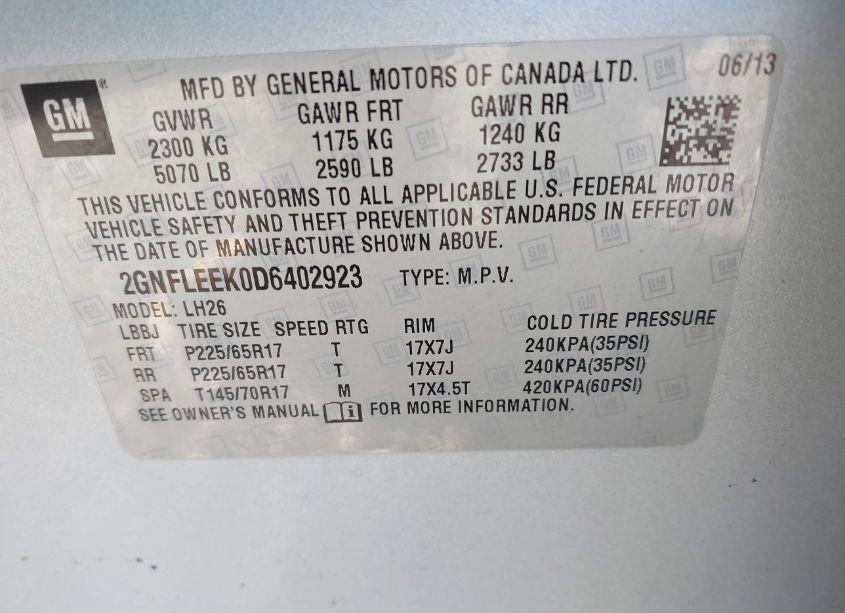 GM
MFD BY GENERAL MOTORS OF CANADA LTD. 06/13
GVWR GAWR FRT GAWR RR
2300 KG 1175 KG 1240 KG
5070 LB 2590 LB 2733 LB
THIS VEHICLE CONFORMS TO ALL APPLICABLE U.S. FEDERAL MOTOR
VEHICLE SAFETY AND THEFT PREVENTION STANDARDS IN EFFECT ON
THE DATE OF MANUFACTURE SHOWN ABOVE.
2GNFLEEK0D6402923 TYPE: M.P.V.
MODEL: LH26
LBBJ TIRE SIZE SPEED RTG RIM COLD TIRE PRESSURE
FRT P225/65R17 T 17X7J 240KPA(35PSI)
RR P225/65R17 T 17X7J 240KPA(35PSI)
SPA T145/70R17 M 17X4.5T 420KPA(60PSI)
SEE OWNER'S MANUAL FOR MORE INFORMATION.